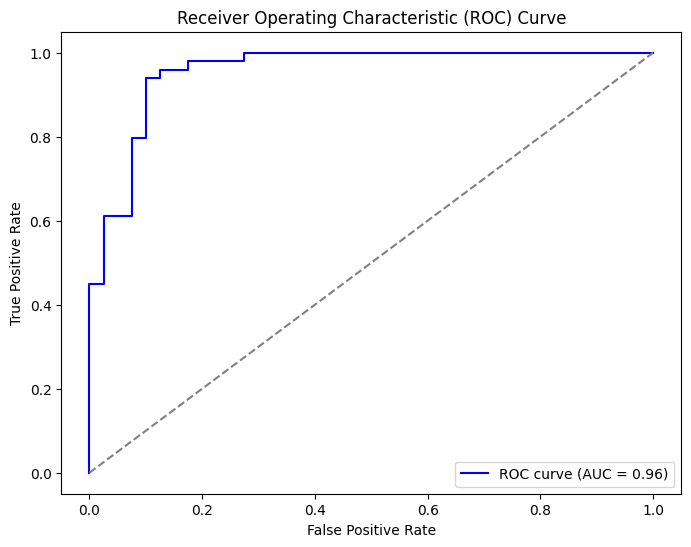 Receiver Operating Characteristic (ROC) Curve
1.0
0.8
0.6
0.4
0.2
0.0
True Positive Rate
ROC curve (AUC = 0.96)
0.0 0.2 0.4 0.6 0.8 1.0
False Positive Rate